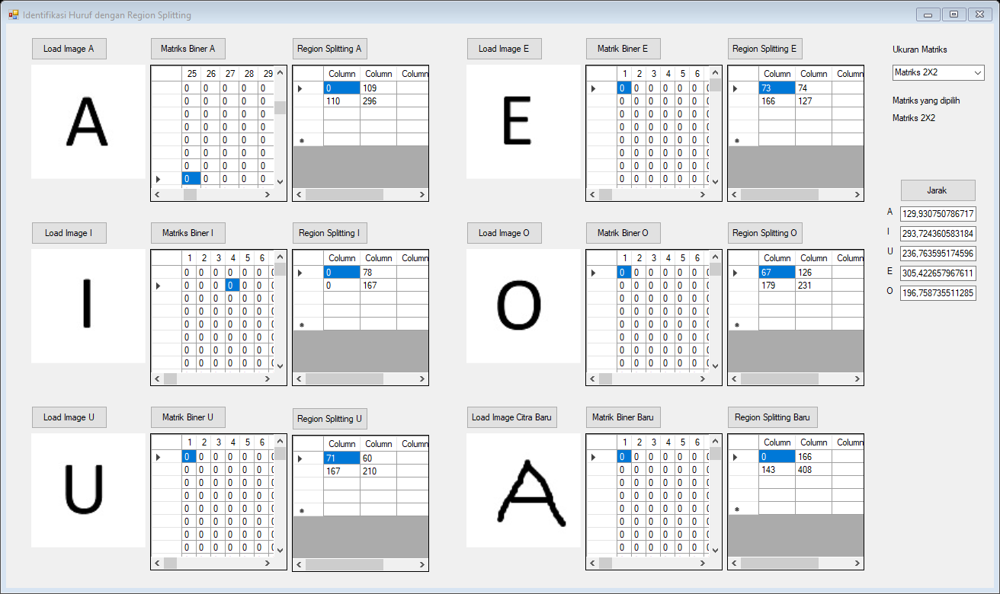 Identifikasi Huruf dengan Region Splitting
Load Image A Matriks Biner A Region Splitting A
A
25 26 27 28 29
0 0 0 0 0
0 0 0 0 0
0 0 0 0 0
0 0 0 0 0
0 0 0 0 0
0 0 0 0 0
0 0 0 0 0
0 0 0 0 0
Column Column Column
0 109
110 296
Load Image E Matrik Biner E Region Splitting E
E
1 2 3 4 5 6
0 0 0 0 0 0
0 0 0 0 0 0
0 0 0 0 0 0
0 0 0 0 0 0
0 0 0 0 0 0
0 0 0 0 0 0
0 0 0 0 0 0
0 0 0 0 0 0
Column Column Column
73 74
166 127
Ukuran Matriks
Matriks 2X2
Matriks yang dipilih
Matriks 2X2
Jarak
A 129,930750786717
I 293,724360583184
U 236,763595174596
E 305,422657967611
O 196,758735511285
Load Image I Matriks Biner I Region Splitting I
I
1 2 3 4 5 6
0 0 0 0 0 0
0 0 0 0 0 0
0 0 0 0 0 0
0 0 0 0 0 0
0 0 0 0 0 0
0 0 0 0 0 0
0 0 0 0 0 0
0 0 0 0 0 0
Column Column Column
0 78
0 167
Load Image O Matrik Biner O Region Splitting O
O
1 2 3 4 5 6
0 0 0 0 0 0
0 0 0 0 0 0
0 0 0 0 0 0
0 0 0 0 0 0
0 0 0 0 0 0
0 0 0 0 0 0
0 0 0 0 0 0
0 0 0 0 0 0
Column Column Column
67 126
179 231
Load Image U Matrik Biner U Region Splitting U
U
1 2 3 4 5 6
0 0 0 0 0 0
0 0 0 0 0 0
0 0 0 0 0 0
0 0 0 0 0 0
0 0 0 0 0 0
0 0 0 0 0 0
0 0 0 0 0 0
0 0 0 0 0 0
Column Column Column
71 60
167 210
Load Image Citra Baru Matrik Biner Baru Region Splitting Baru
A
1 2 3 4 5 6
0 0 0 0 0 0
0 0 0 0 0 0
0 0 0 0 0 0
0 0 0 0 0 0
0 0 0 0 0 0
0 0 0 0 0 0
0 0 0 0 0 0
0 0 0 0 0 0
Column Column Column
0 166
143 408